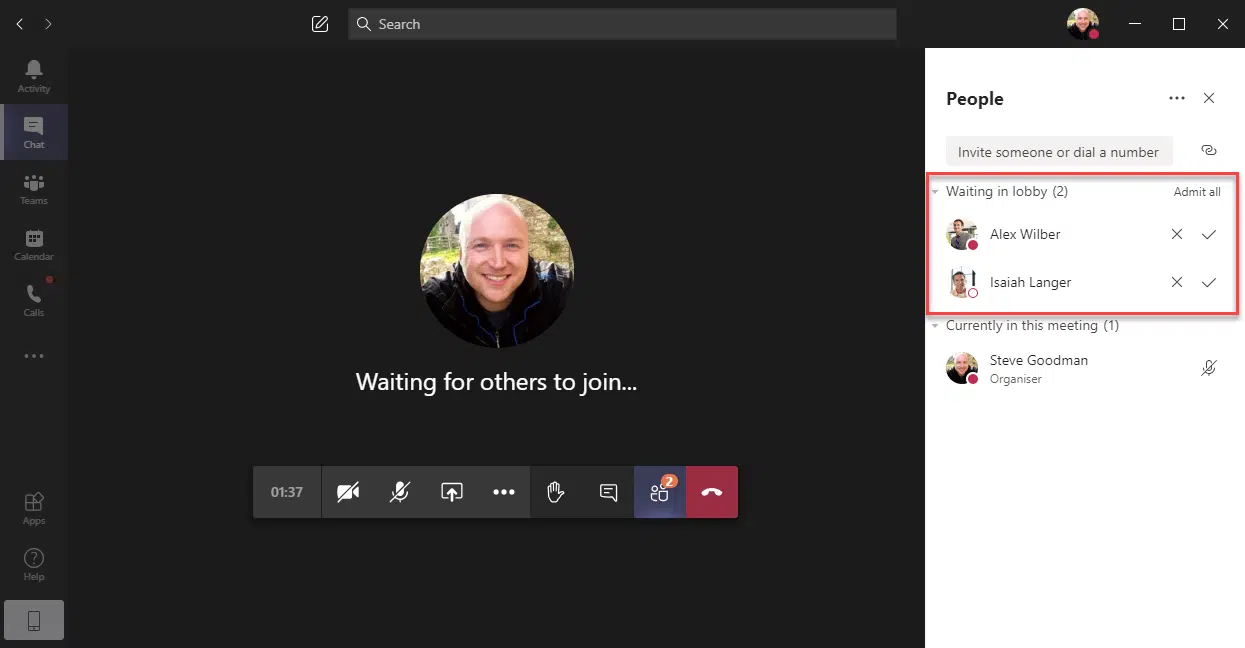 Search
Activity
Chat
Teams
Calendar
Calls
Apps
Help
Waiting for others to join...
01:37
2
People
Invite someone or dial a number
Waiting in lobby (2) Admit all
Alex Wilber
Isaiah Langer
Currently in this meeting (1)
Steve Goodman
Organiser